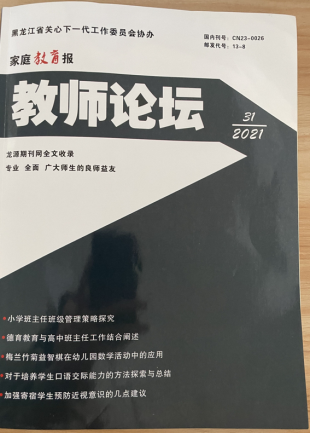 黑龙江省关心下一代工作委员会协办
国内刊号：CN23-0026
邮发代号：13-8
家庭教育报
教师论坛
31
2021
龙源期刊网全文收录
专业 全面 广大师生的良师益友
小学班主任班级管理策略探究
德育教育与高中班主任工作结合阐述
梅兰竹菊益智棋在幼儿园数学活动中的应用
对于培养学生口语交际能力的方法探索与总结
加强寄宿学生预防近视意识的几点建议